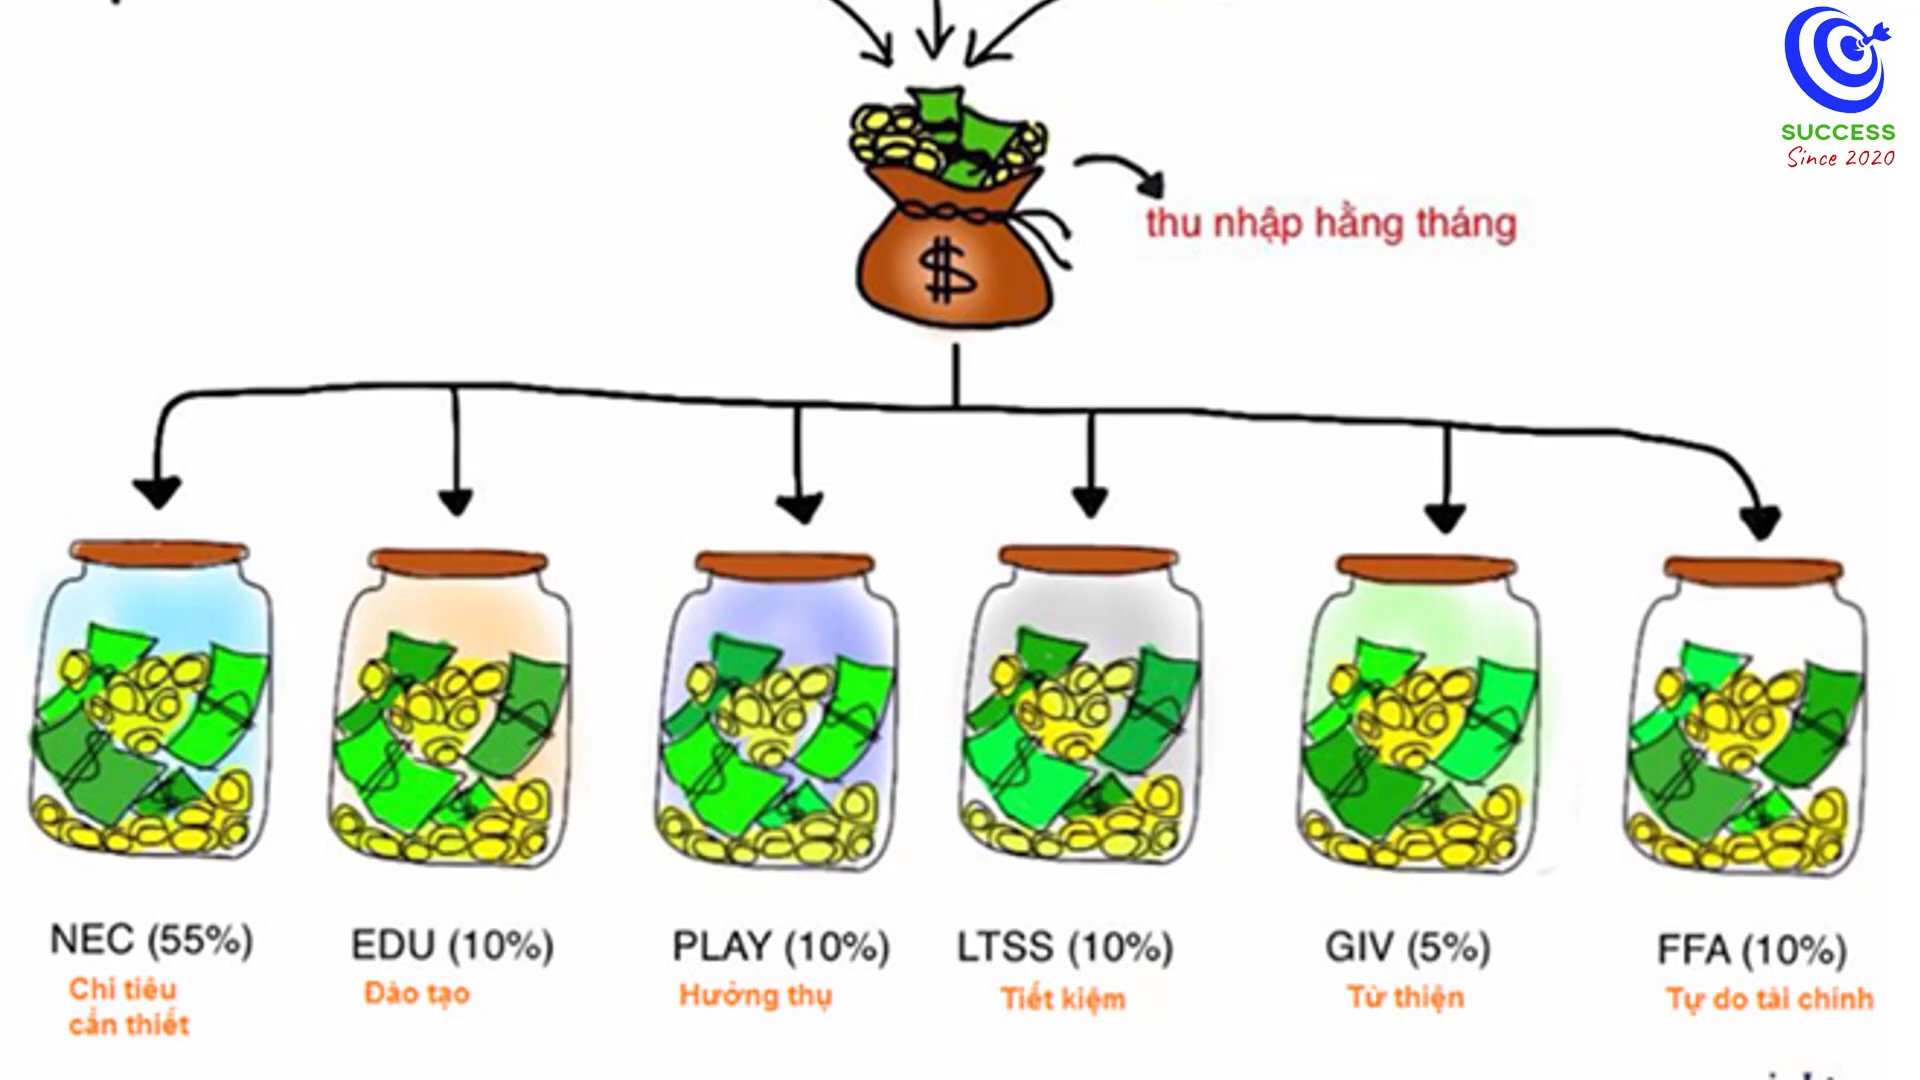 SUCCESS
Since 2020
thu nhập hằng tháng
$
NEC (55%)
EDU (10%)
PLAY (10%)
LTSS (10%)
GIV (5%)
FFA (10%)
Chi tiêu
cần thiết
Đào tạo
Hưởng thụ
Tiết kiệm
Từ thiện
Tự do tài chính